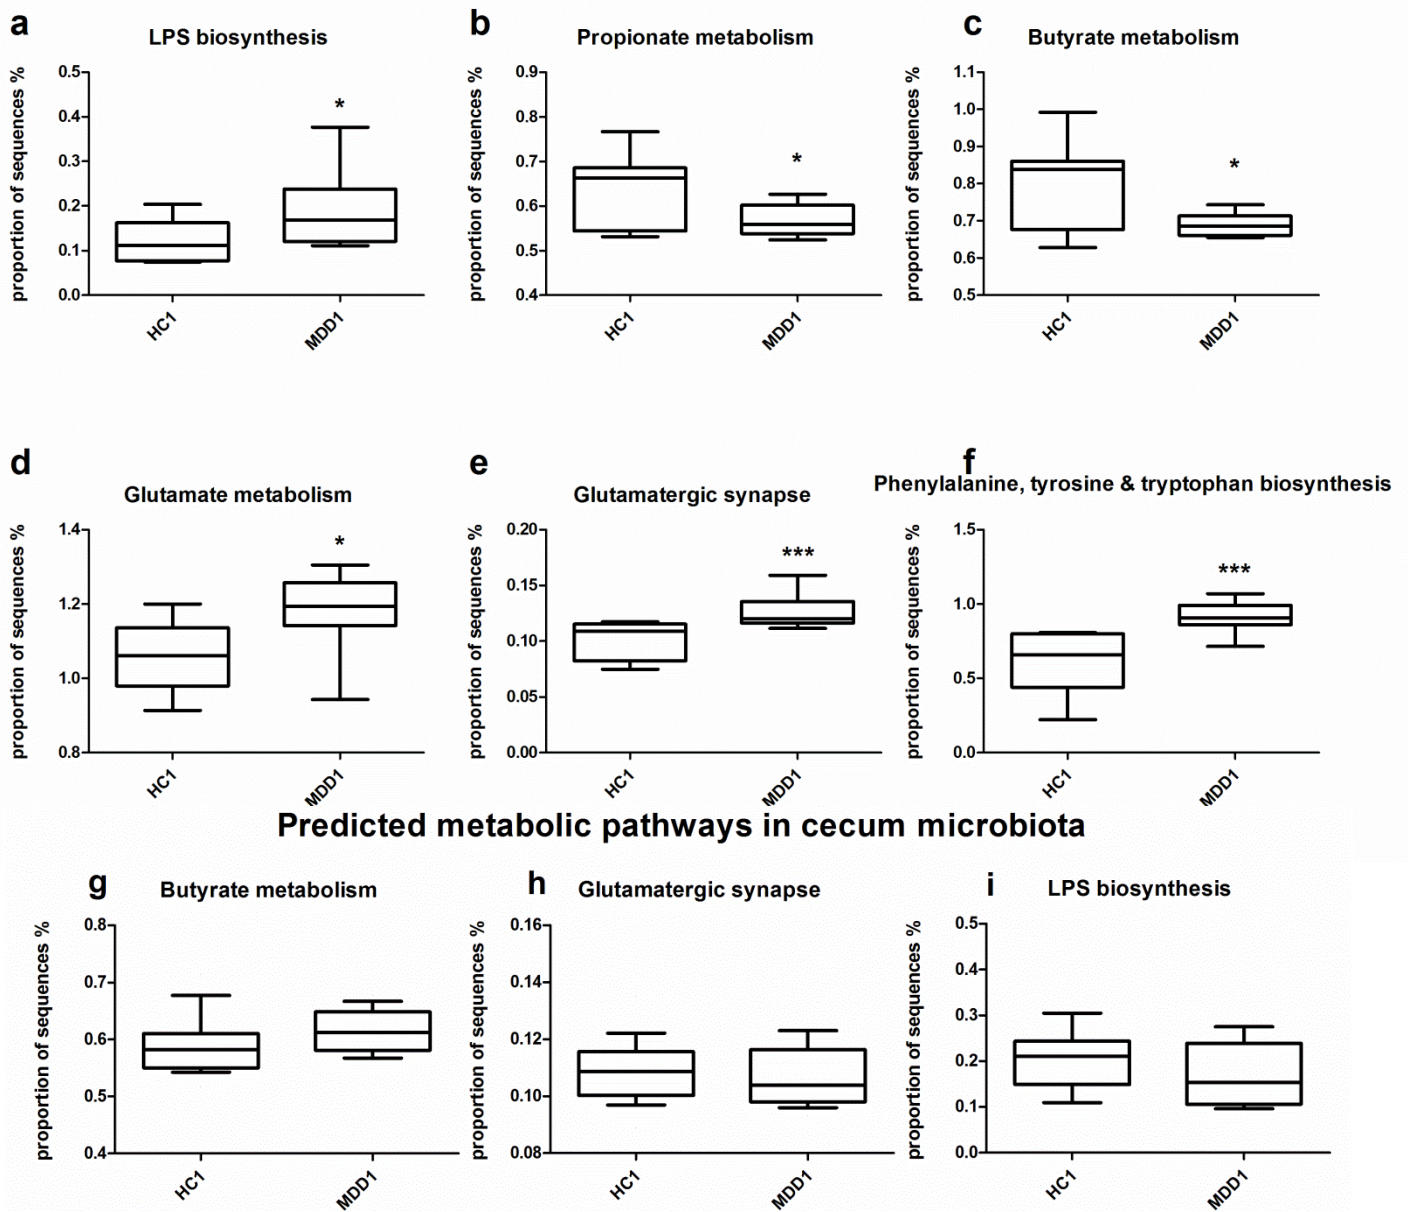 a
LPS biosynthesis
proportion of sequences %
0.5
0.4
0.3
0.2
0.1
0.0
*
HC1
MDD1
b
Propionate metabolism
proportion of sequences %
0.9
0.8
0.7
0.6
0.5
0.4
*
HC1
MDD1
c
Butyrate metabolism
proportion of sequences %
1.1
1.0
0.9
0.8
0.7
0.6
0.5
*
HC1
MDD1
d
Glutamate metabolism
proportion of sequences %
1.4
1.2
1.0
0.8
*
HC1
MDD1
e
Glutamatergic synapse
proportion of sequences %
0.20
0.15
0.10
0.05
0.00
***
HC1
MDD1
f
Phenylalanine, tyrosine & tryptophan biosynthesis
proportion of sequences %
1.5
1.0
0.5
0.0
***
HC1
MDD1
Predicted metabolic pathways in cecum microbiota
g
Butyrate metabolism
proportion of sequences %
0.8
0.7
0.6
0.5
0.4
HC1
MDD1
h
Glutamatergic synapse
proportion of sequences %
0.16
0.14
0.12
0.10
0.08
HC1
MDD1
i
LPS biosynthesis
proportion of sequences %
0.5
0.4
0.3
0.2
0.1
0.0
HC1
MDD1